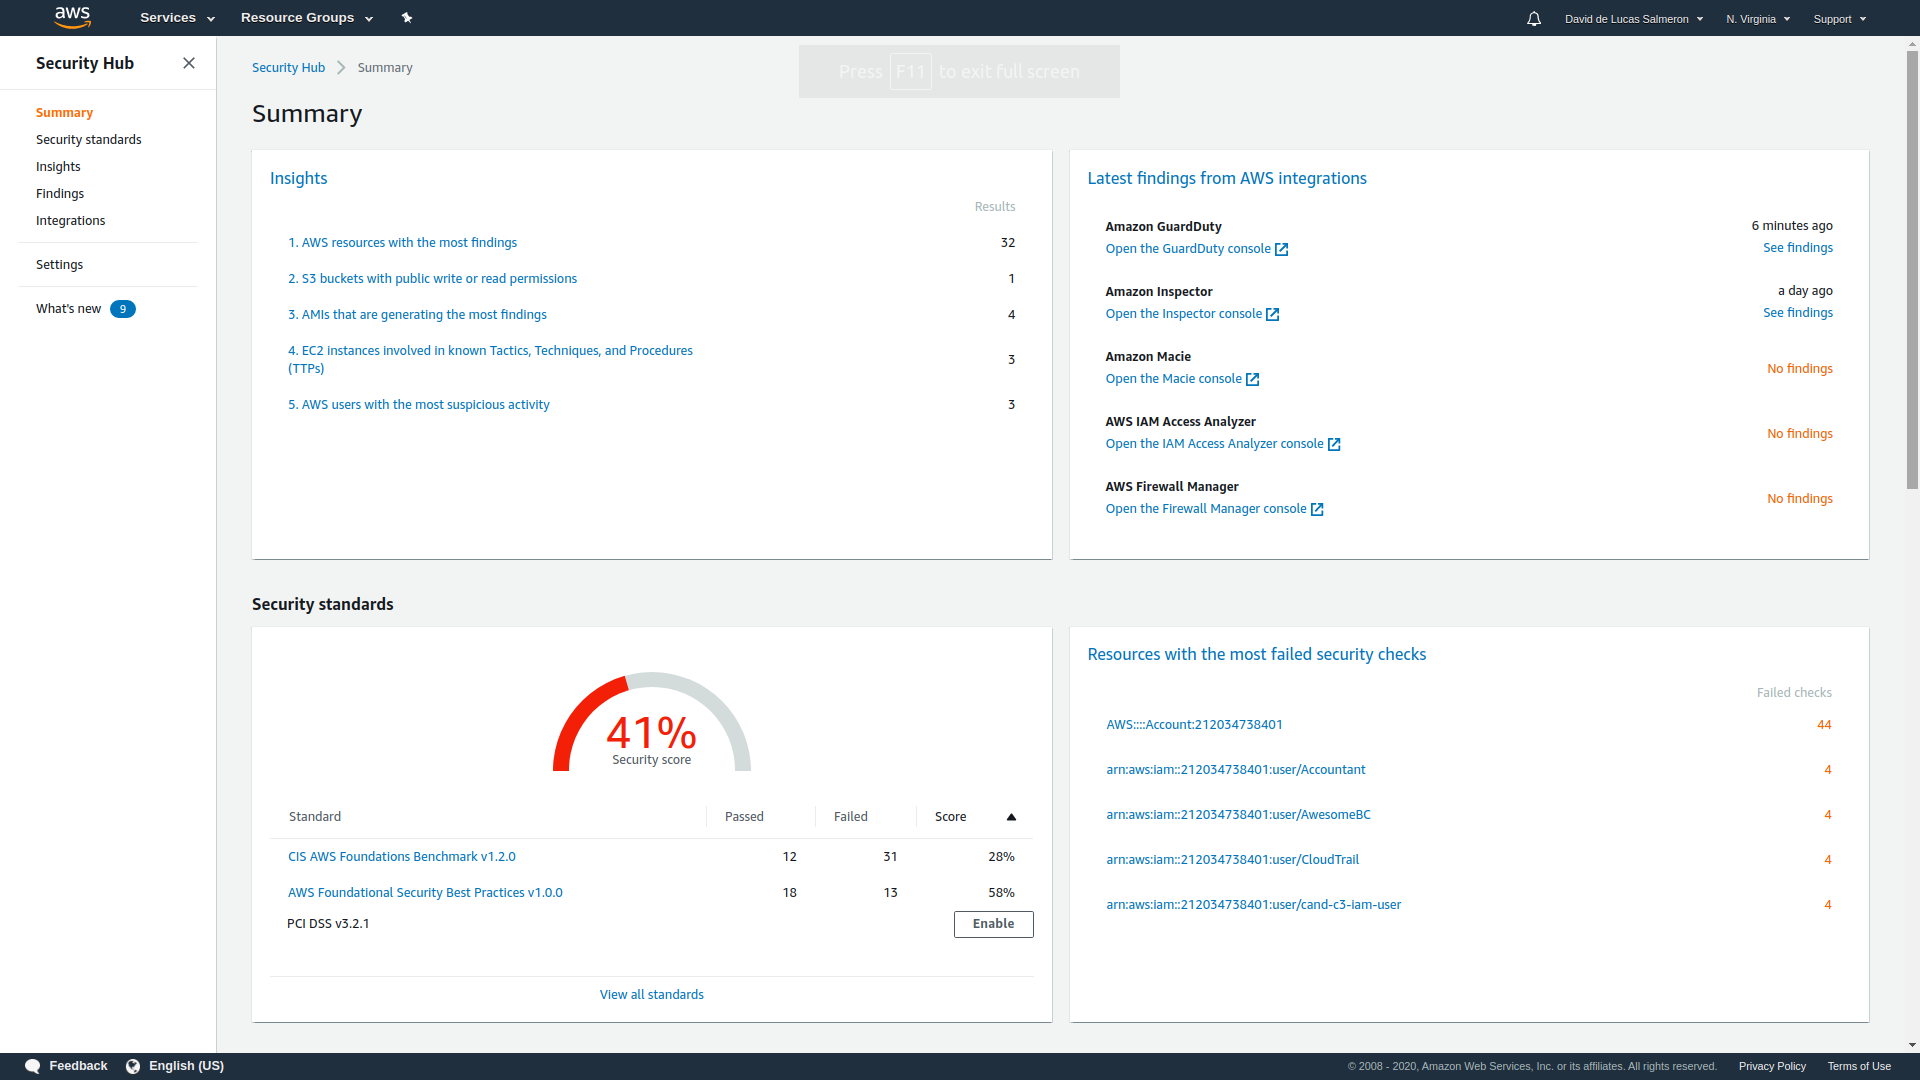 aws
Services
Resource Groups
David de Lucas Salmeron
N. Virginia
Support
Security Hub
Summary
Security standards
Insights
Findings
Integrations
Settings
What's new 9
Security Hub
Summary
Press F11 to exit full screen
Summary
Insights
Results
1. AWS resources with the most findings
32
2. S3 buckets with public write or read permissions
1
3. AMIs that are generating the most findings
4
4. EC2 instances involved in known Tactics, Techniques, and Procedures
(TTPs)
3
5. AWS users with the most suspicious activity
3
Latest findings from AWS integrations
Amazon GuardDuty
6 minutes ago
Open the GuardDuty console
See findings
Amazon Inspector
a day ago
Open the Inspector console
See findings
Amazon Macie
Open the Macie console
No findings
AWS IAM Access Analyzer
Open the IAM Access Analyzer console
No findings
AWS Firewall Manager
Open the Firewall Manager console
No findings
Security standards
41%
Security score
Standard
Passed
Failed
Score
CIS AWS Foundations Benchmark v1.2.0
12
31
28%
AWS Foundational Security Best Practices v1.0.0
18
13
58%
PCI DSS v3.2.1
Enable
View all standards
Resources with the most failed security checks
Failed checks
AWS::::Account:212034738401
44
arn:aws:iam::212034738401:user/Accountant
4
arn:aws:iam::212034738401:user/AwesomeBC
4
arn:aws:iam::212034738401:user/CloudTrail
4
arn:aws:iam::212034738401:user/cand-c3-iam-user
4
Feedback
English (US)
© 2008 - 2020, Amazon Web Services, Inc. or its affiliates. All rights reserved.
Privacy Policy
Terms of Use